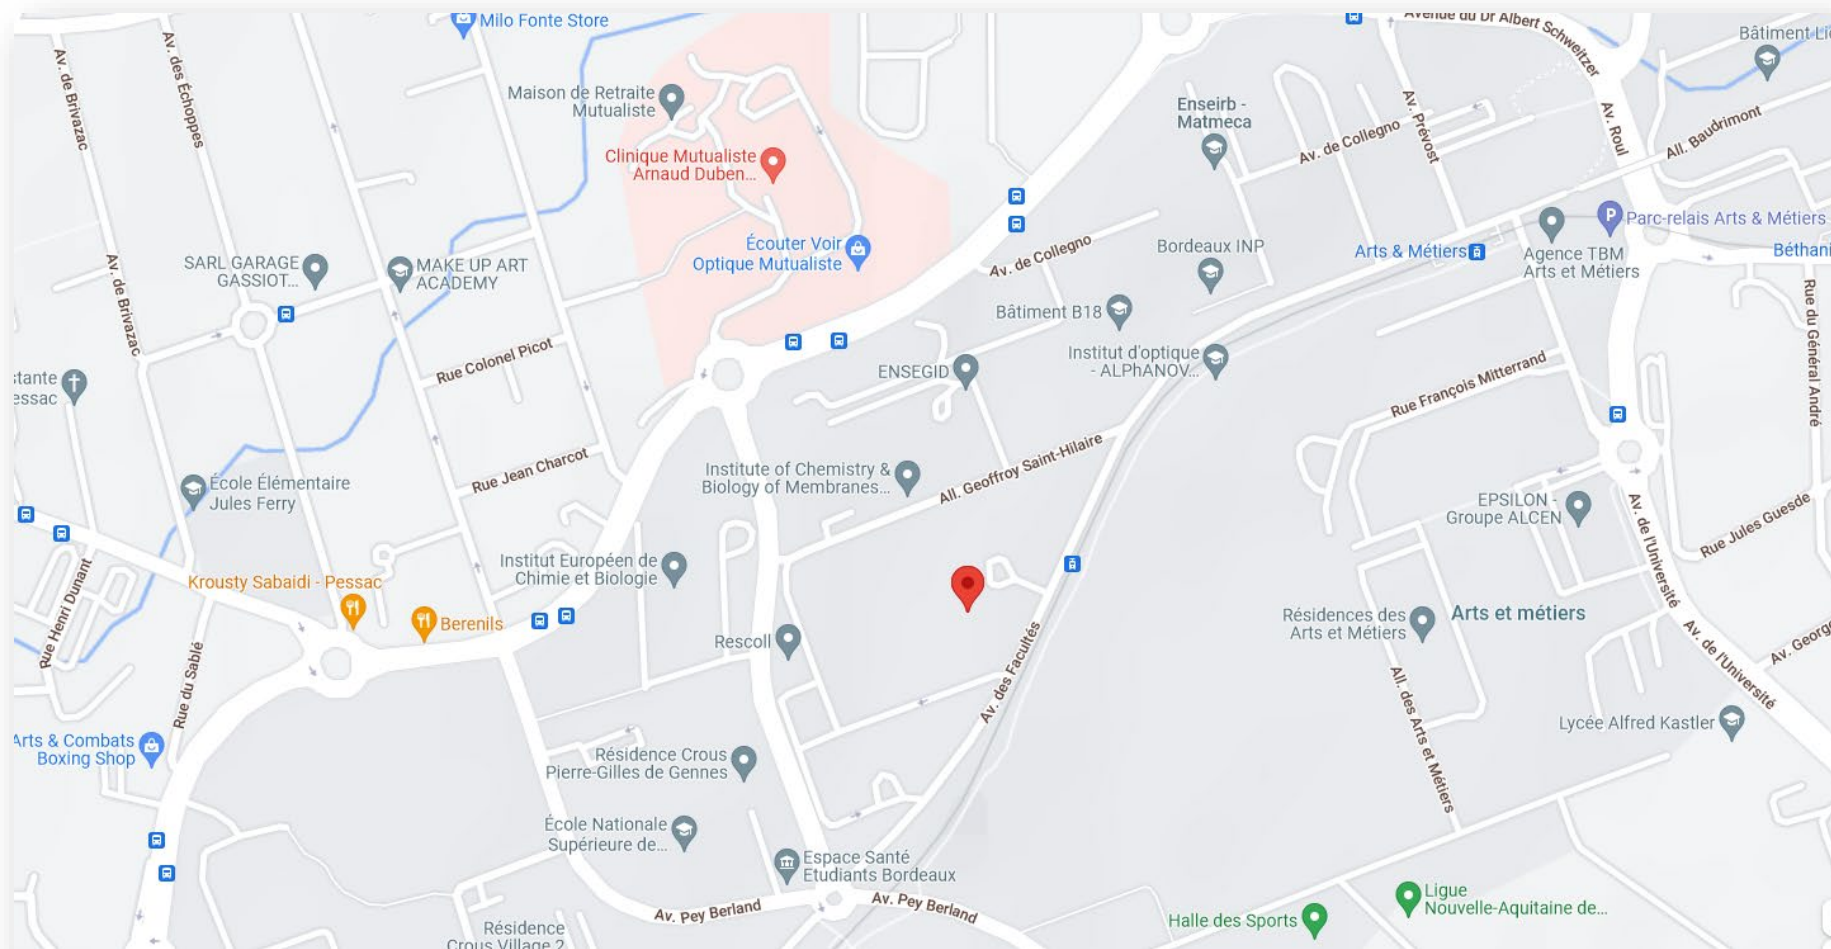 Milo Fonte Store
Avenue du Dr Albert Schweitzer
Bâtiment
Av. de Brivazac
Av. des Échoppes
Maison de Retraite
Mutualiste
Enseirb -
Matmeca
Av. Prévost
Av. Roul
All. Baudrimont
Av. de Collegno
Clinique Mutualiste
Arnaud Duben...
Parc-relais Arts & Métiers
P
Écouter Voir
Optique Mutualiste
Bordeaux INP
Arts & Métiers
Agence TBM
Arts et Métiers
Béthani
Av. de Collegno
SARL GARAGE
GASSIOT...
MAKE UP ART
ACADEMY
Av. de Brivazac
Rue du Général André
Bâtiment B18
Rue Colonel Picot
Institut d'optique
- ALPhANOV...
ENSEGID
Rue François Mitterrand
stante
essac
Rue Jean Charcot
All. Geoffroy Saint-Hilaire
Institute of Chemistry &
Biology of Membranes...
École Élémentaire
Jules Ferry
EPSILON -
Groupe ALCEN
Av. de l'Université
Rue Jules Guesde
Institut Européen de
Chimie et Biologie
Krousty Sabaidi - Pessac
Rue Henri Dunant
Berenils
Résidences des
Arts et Métiers
Arts et métiers
Rescoll
Av. des Facultés
Av. de l'Université
Av. George
Rue du Sablé
All. des Arts et Métiers
Lycée Alfred Kastler
Arts & Combats
Boxing Shop
Résidence Crous
Pierre-Gilles de Gennes
École Nationale
Supérieure de...
Espace Santé
Etudiants Bordeaux
Av. Pey Berland
Av. Pey Berland
Ligue
Nouvelle-Aquitaine de...
Halle des Sports
Résidence
Crous Village 2